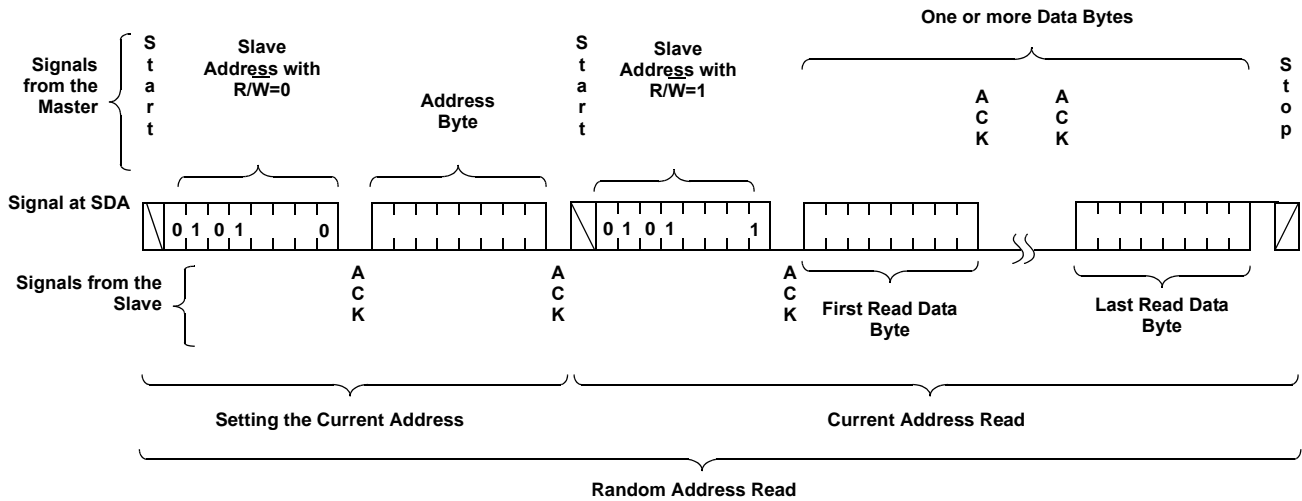 One or more Data Bytes
Signals
from the
Master
Start
Slave
Address with
R/W=0
Address
Byte
Start
Slave
Address with
R/W=1
ACK
ACK
Stop
Signal at SDA
0 1 0 1 0
0 1 0 1 1
Signals from the
Slave
ACK
ACK
ACK
First Read Data
Byte
Last Read Data
Byte
Setting the Current Address
Current Address Read
Random Address Read